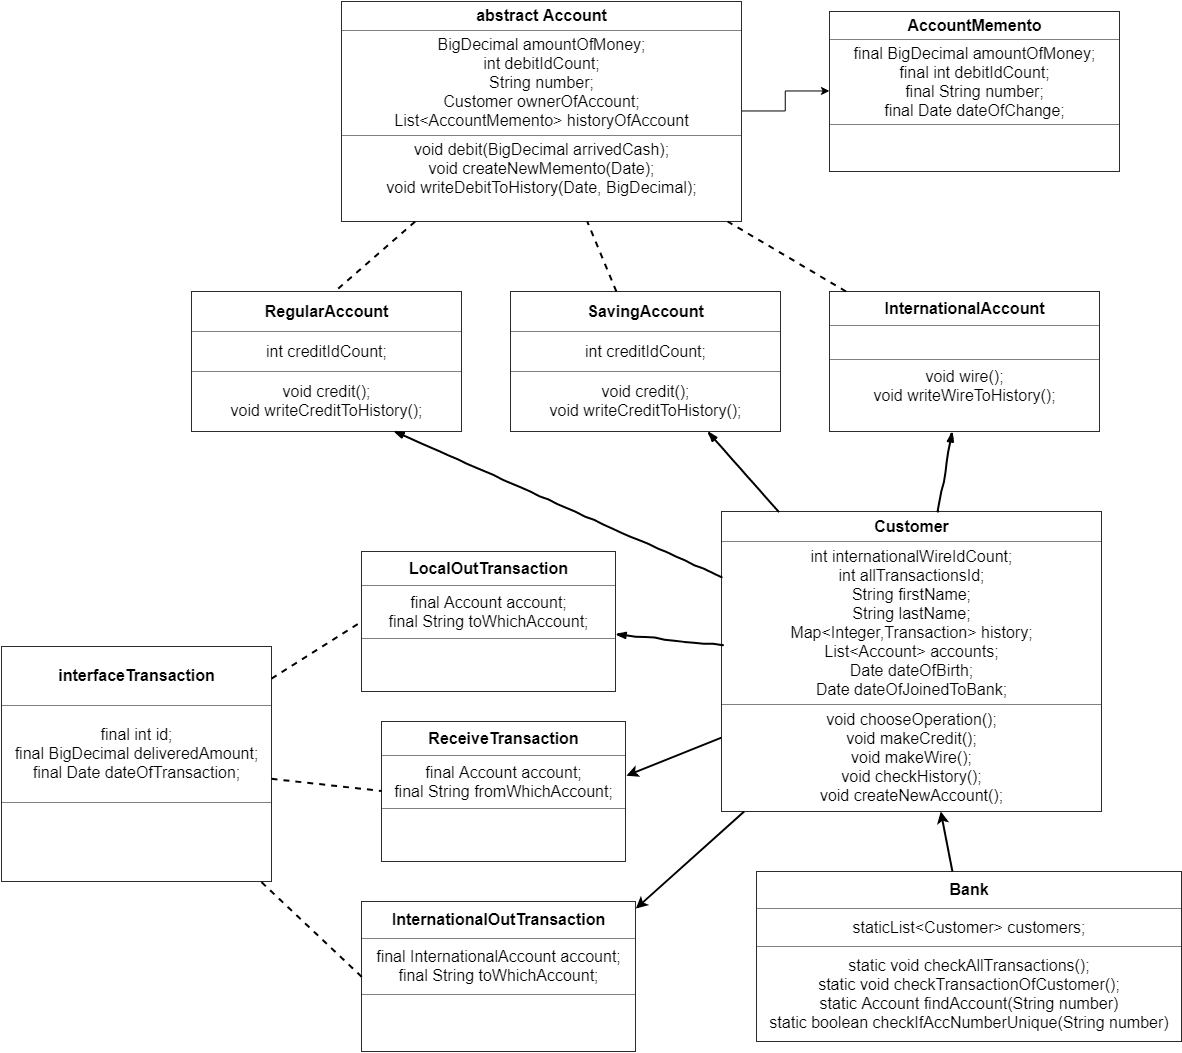 abstract Account
BigDecimal amountOfMoney;
int debitIdCount;
String number;
Customer ownerOfAccount;
List<AccountMemento> historyOfAccount
void debit(BigDecimal arrivedCash);
void createNewMemento(Date);
void writeDebitToHistory(Date, BigDecimal);
AccountMemento
final BigDecimal amountOfMoney;
final int debitIdCount;
final String number;
final Date dateOfChange;
RegularAccount
int creditIdCount;
void credit();
void writeCreditToHistory();
SavingAccount
int creditIdCount;
void credit();
void writeCreditToHistory();
InternationalAccount
void wire();
void writeWireToHistory();
Customer
int internationalWireIdCount;
int allTransactionsId;
String firstName;
String lastName;
Map<Integer,Transaction> history;
List<Account> accounts;
Date dateOfBirth;
Date dateOfJoinedToBank;
void chooseOperation();
void makeCredit();
void makeWire();
void checkHistory();
void createNewAccount();
LocalOutTransaction
final Account account;
final String toWhichAccount;
interfaceTransaction
final int id;
final BigDecimal deliveredAmount;
final Date dateOfTransaction;
ReceiveTransaction
final Account account;
final String fromWhichAccount;
InternationalOutTransaction
final InternationalAccount account;
final String toWhichAccount;
Bank
staticList<Customer> customers;
static void checkAllTransactions();
static void checkTransactionOfCustomer();
static Account findAccount(String number)
static boolean checkIfAccNumberUnique(String number)